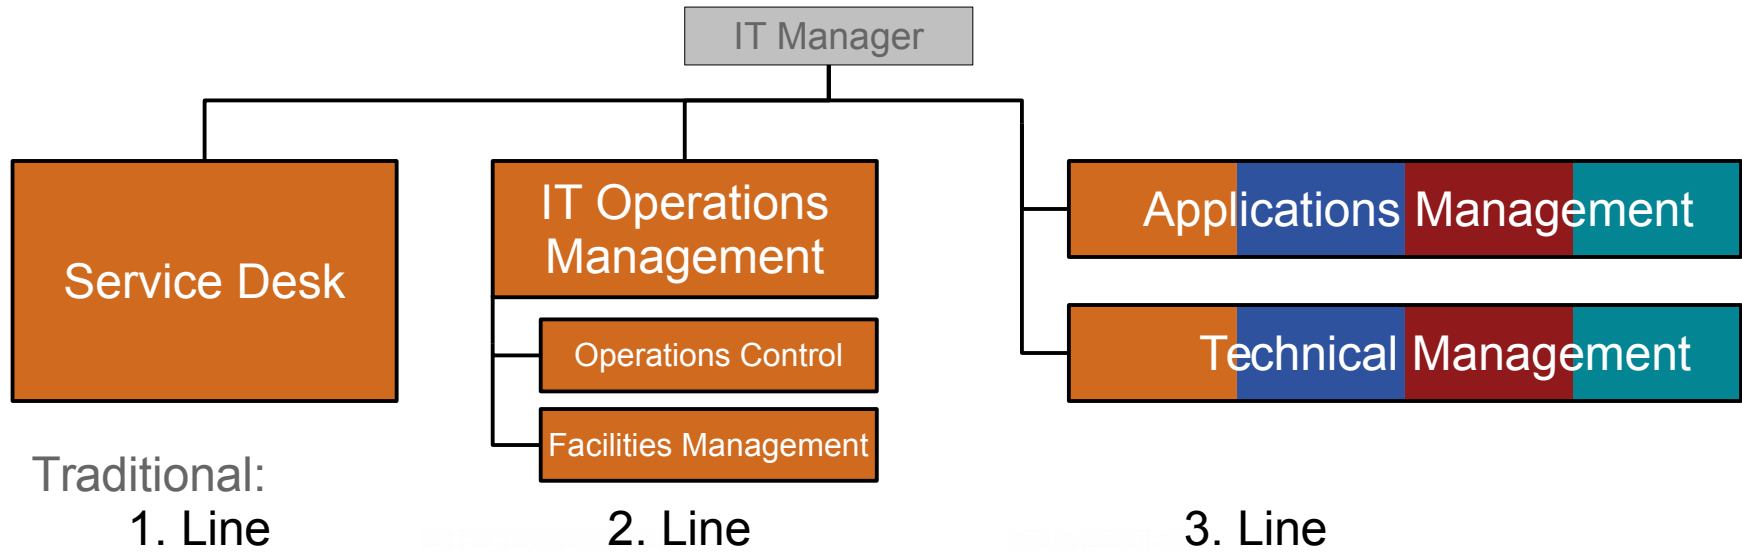 IT Manager
Service Desk
IT Operations
Management
Operations Control
Facilities Management
Applications Management
Technical Management
Traditional:
1. Line
2. Line
3. Line